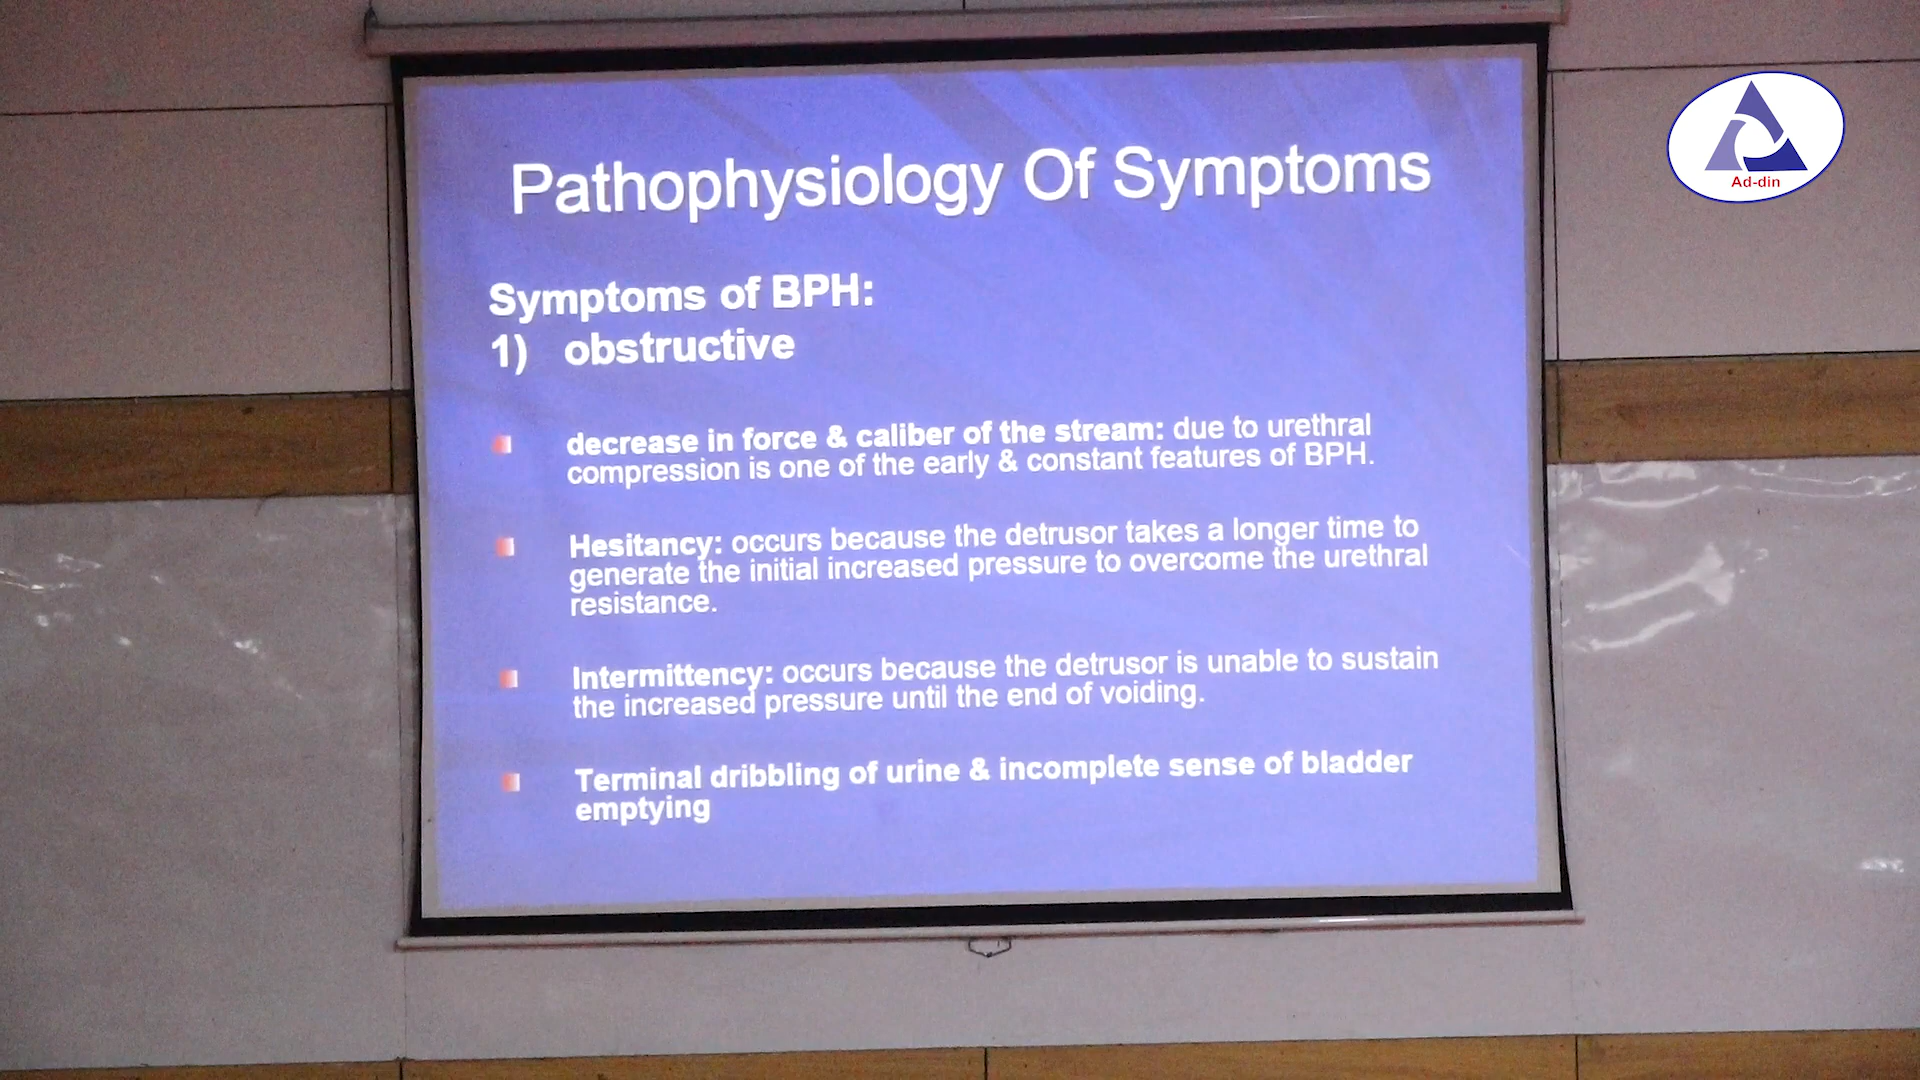 Pathophysiology Of Symptoms
Symptoms of BPH:
1) obstructive
decrease in force & caliber of the stream: due to urethral
compression is one of the early & constant features of BPH.
Hesitancy: occurs because the detrusor takes a longer time to
generate the initial increased pressure to overcome the urethral
resistance.
Intermittency: occurs because the detrusor is unable to sustain
the increased pressure until the end of voiding.
Terminal dribbling of urine & incomplete sense of bladder
emptying
Ad-din